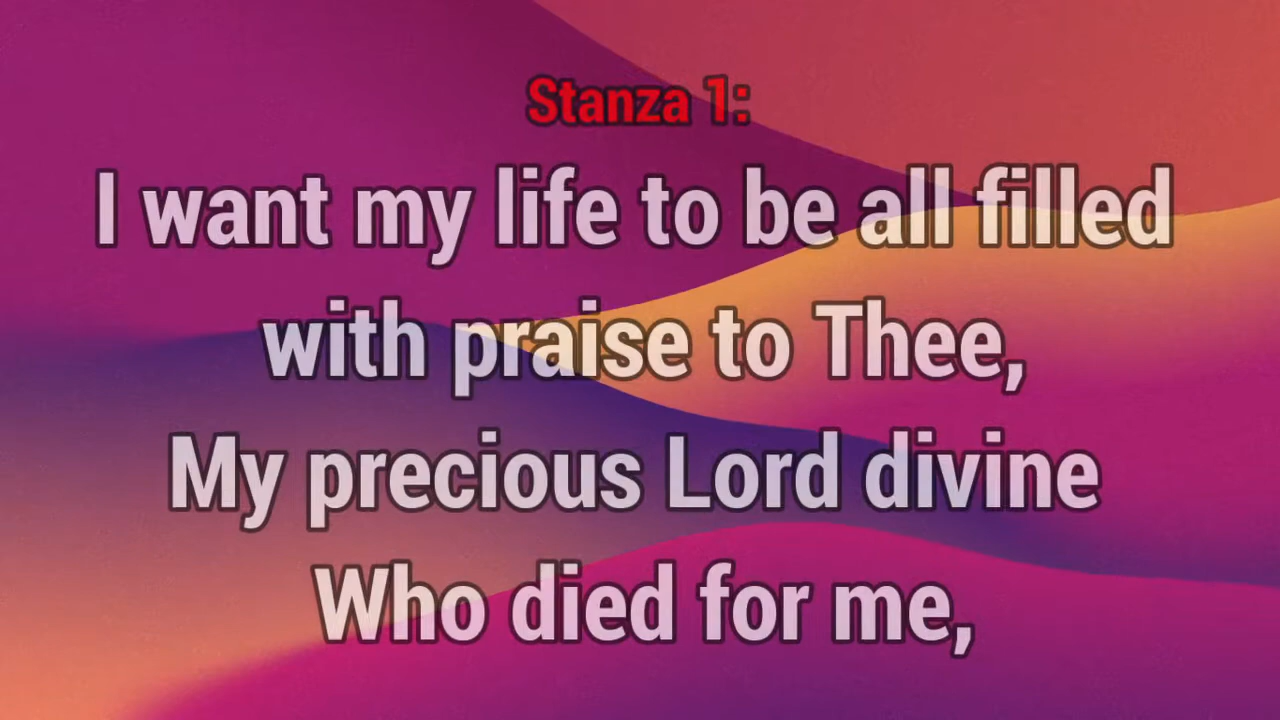 Stanza 1:
I want my life to be all filled
with praise to Thee,
My precious Lord divine
Who died for me,